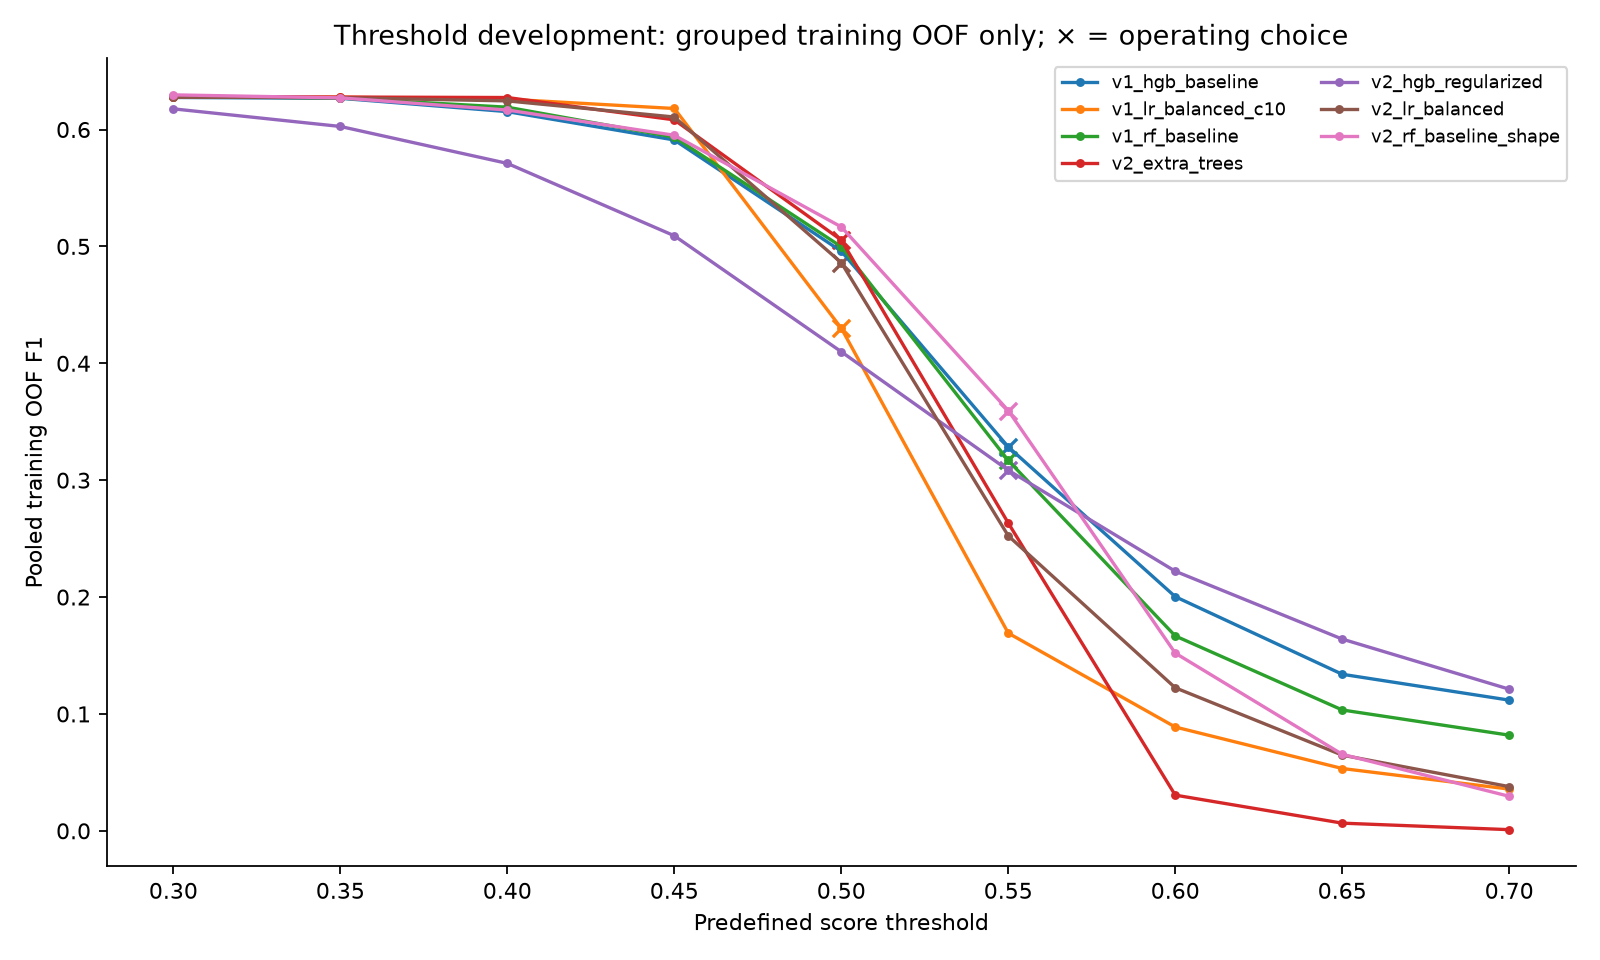 Threshold development: grouped training OOF only; × = operating choice
v1_hgb_baseline
v1_lr_balanced_c10
v1_rf_baseline
v2_extra_trees
v2_hgb_regularized
v2_lr_balanced
v2_rf_baseline_shape
Pooled training OOF F1
0.6
0.5
0.4
0.3
0.2
0.1
0.0
0.30 0.35 0.40 0.45 0.50 0.55 0.60 0.65 0.70
Predefined score threshold